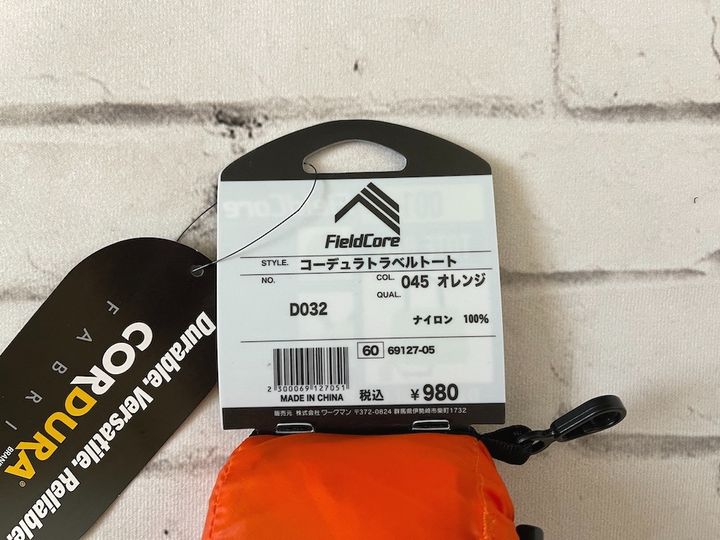 FieldCore
STYLE. コーデュラトラベルトート
NO. D032
COL. 045 オレンジ
QUAL. ナイロン 100%
60 69127-05
2 300069 127051
MADE IN CHINA
税込 ¥980
販売元 株式会社 ワークマン 〒372-0824 群馬県伊勢崎市柴町1732
Durable. Versatile. Reliable.
CORDURA
BRAND
FABRI